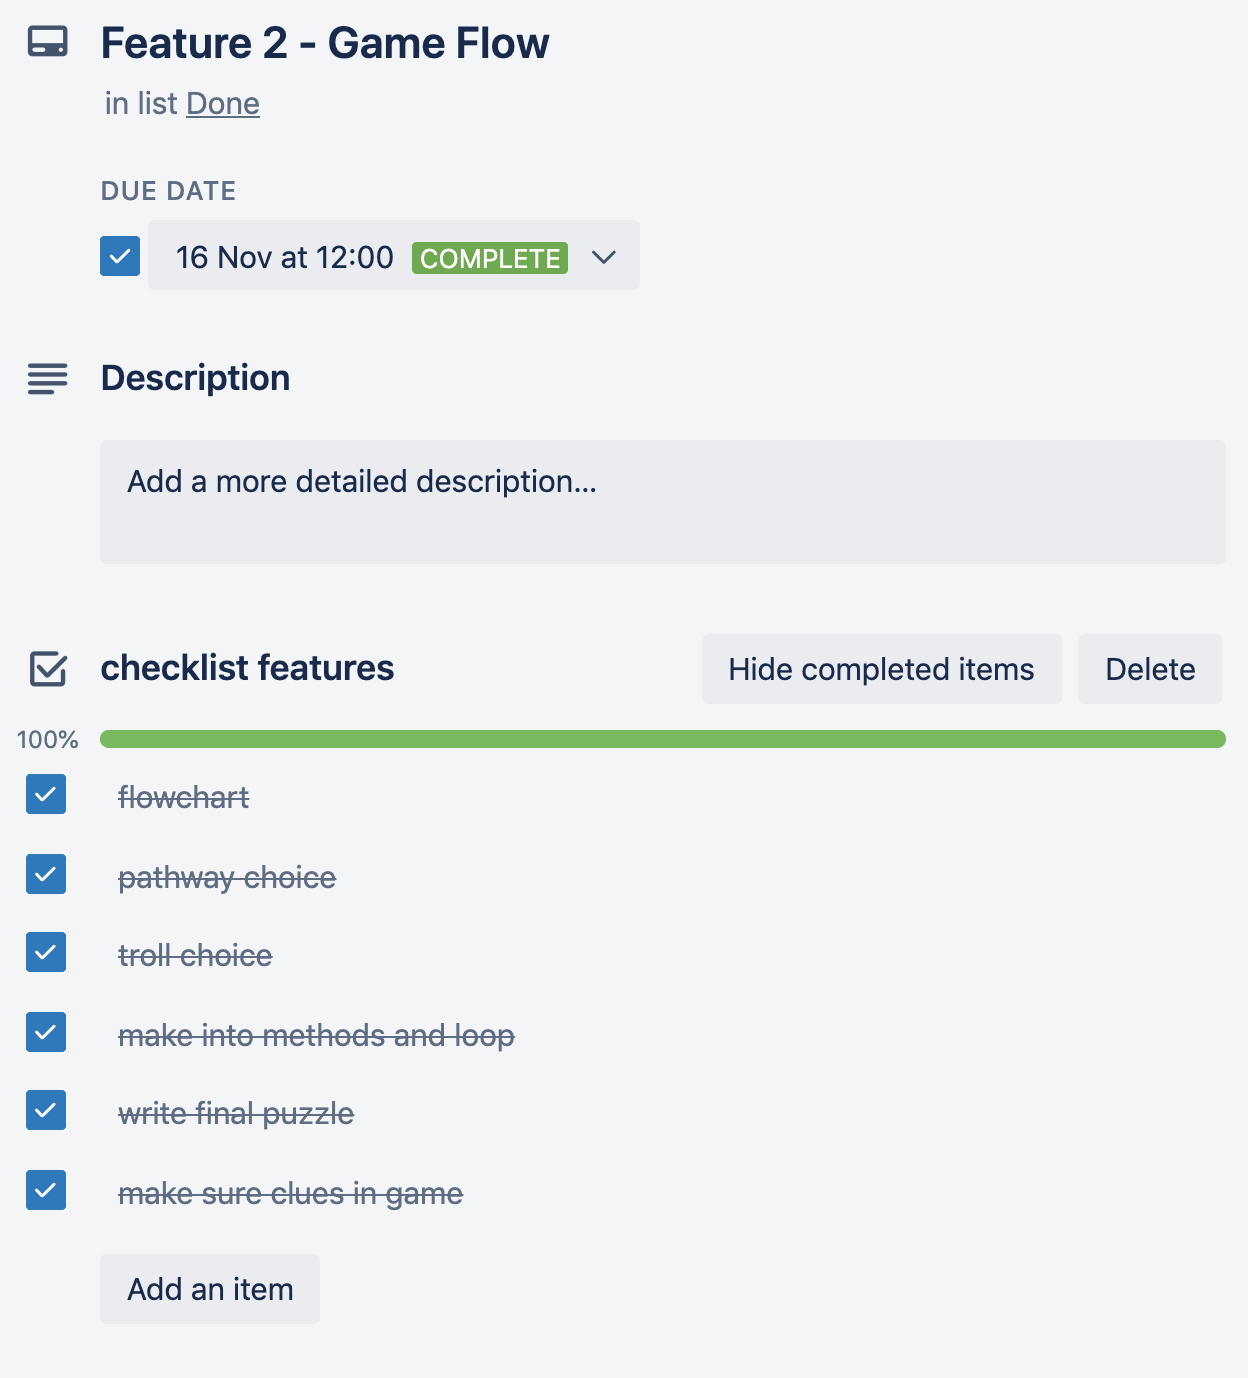 Feature 2 - Game Flow
in list Done
DUE DATE
16 Nov at 12:00 COMPLETE
Description
Add a more detailed description...
checklist features Hide completed items Delete
100%
flowchart
pathway choice
troll choice
make into methods and loop
write final puzzle
make sure clues in game
Add an item